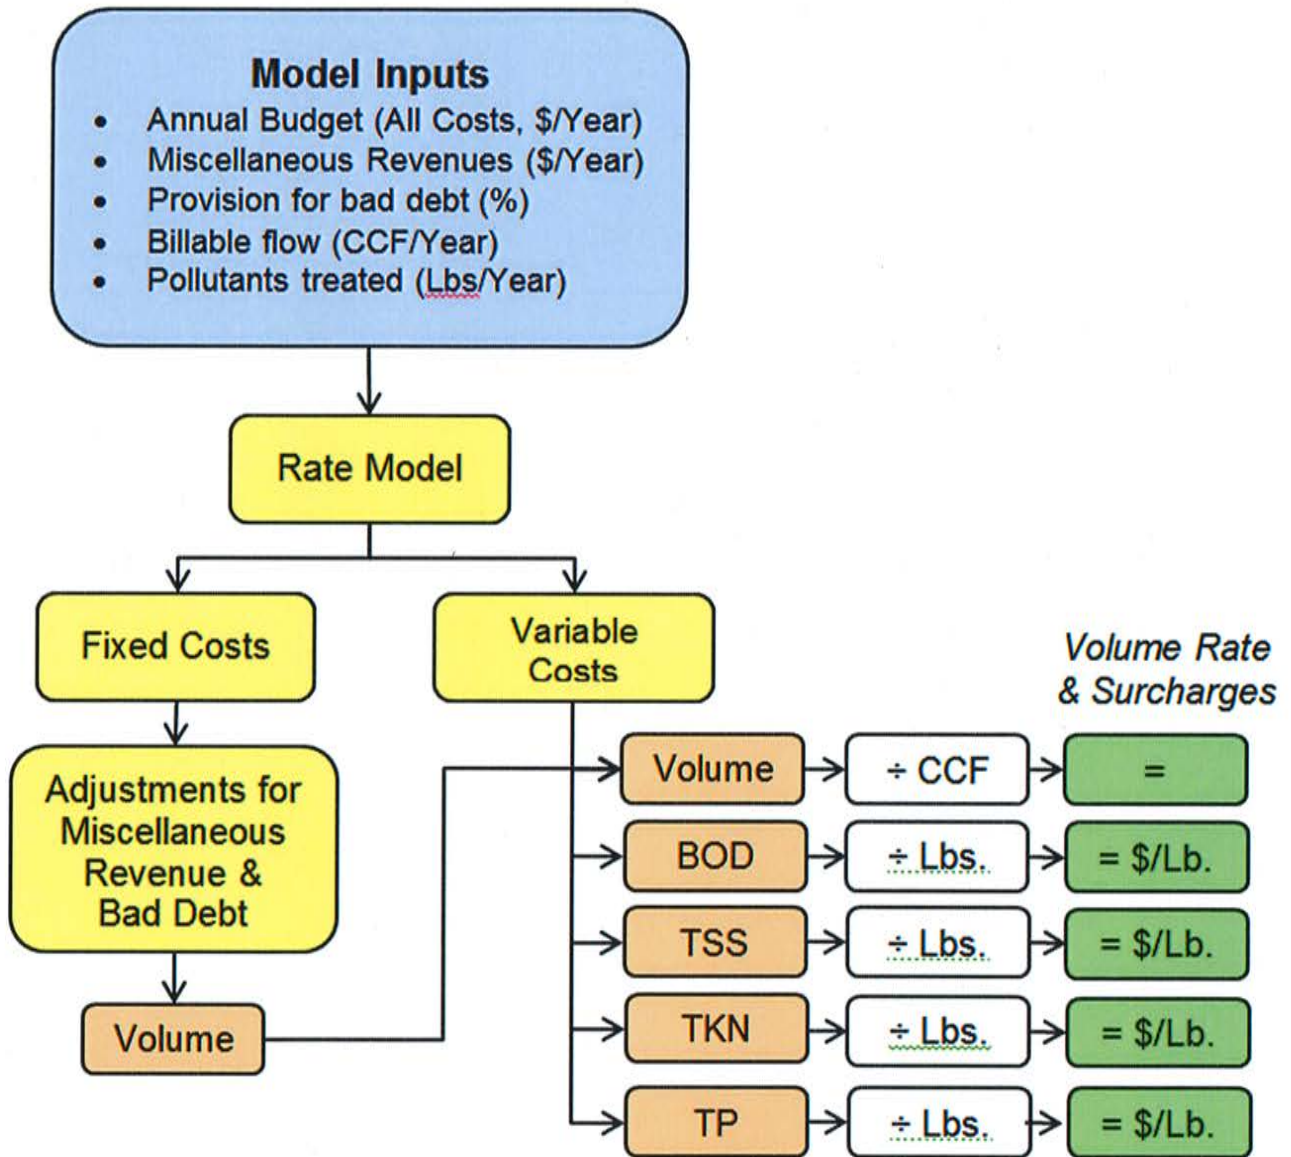 Model Inputs
• Annual Budget (All Costs, $/Year)
• Miscellaneous Revenues ($/Year)
• Provision for bad debt (%)
• Billable flow (CCF/Year)
• Pollutants treated (Lbs/Year)
Rate Model
Fixed Costs
Variable
Costs
Adjustments for
Miscellaneous
Revenue &
Bad Debt
Volume
Volume Rate
& Surcharges
Volume
÷ CCF
=
BOD
÷ Lbs.
= $/Lb.
TSS
÷ Lbs.
= $/Lb.
TKN
÷ Lbs.
= $/Lb.
TP
÷ Lbs.
= $/Lb.